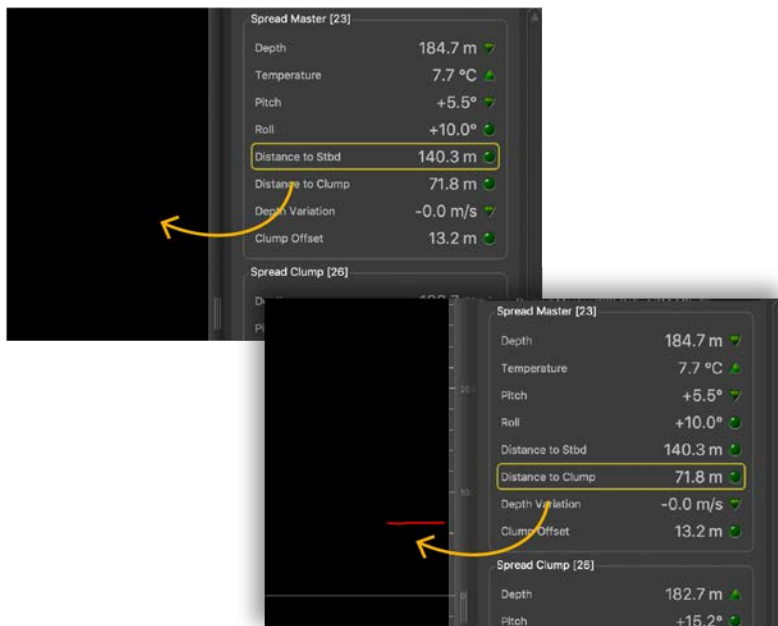 Spread Master [23]
Depth 184.7 m
Temperature 7.7 °C
Pitch +5.5°
Roll +10.0°
Distance to Stbd 140.3 m
Distance to Clump 71.8 m
Depth Variation -0.0 m/s
Clump Offset 13.2 m
Spread Clump [26]
Spread Master [23]
Depth 184.7 m
Temperature 7.7 °C
Pitch +5.5°
Roll +10.0°
Distance to Stbd 140.3 m
Distance to Clump 71.8 m
Depth Variation -0.0 m/s
Clump Offset 13.2 m
Spread Clump [26]
Depth 182.7 m
Pitch +15.2°